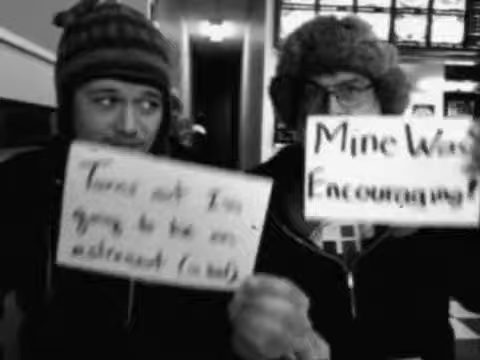 Turns out I'm
going to be an
astronaut
Mine Was
Encouraging!